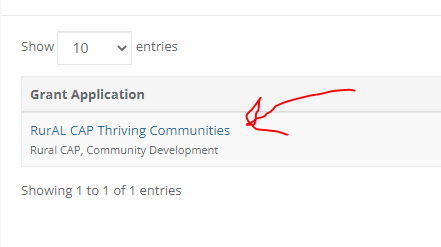 Show 10 entries
Grant Application
RurAL CAP Thriving Communities
Rural CAP, Community Development
Showing 1 to 1 of 1 entries